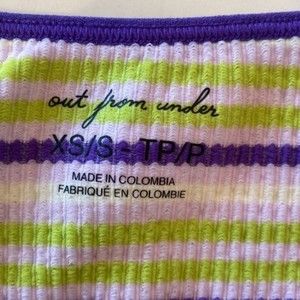 out from under
XS/S - TP/P
MADE IN COLOMBIA
FABRIQUÉ EN COLOMBIE